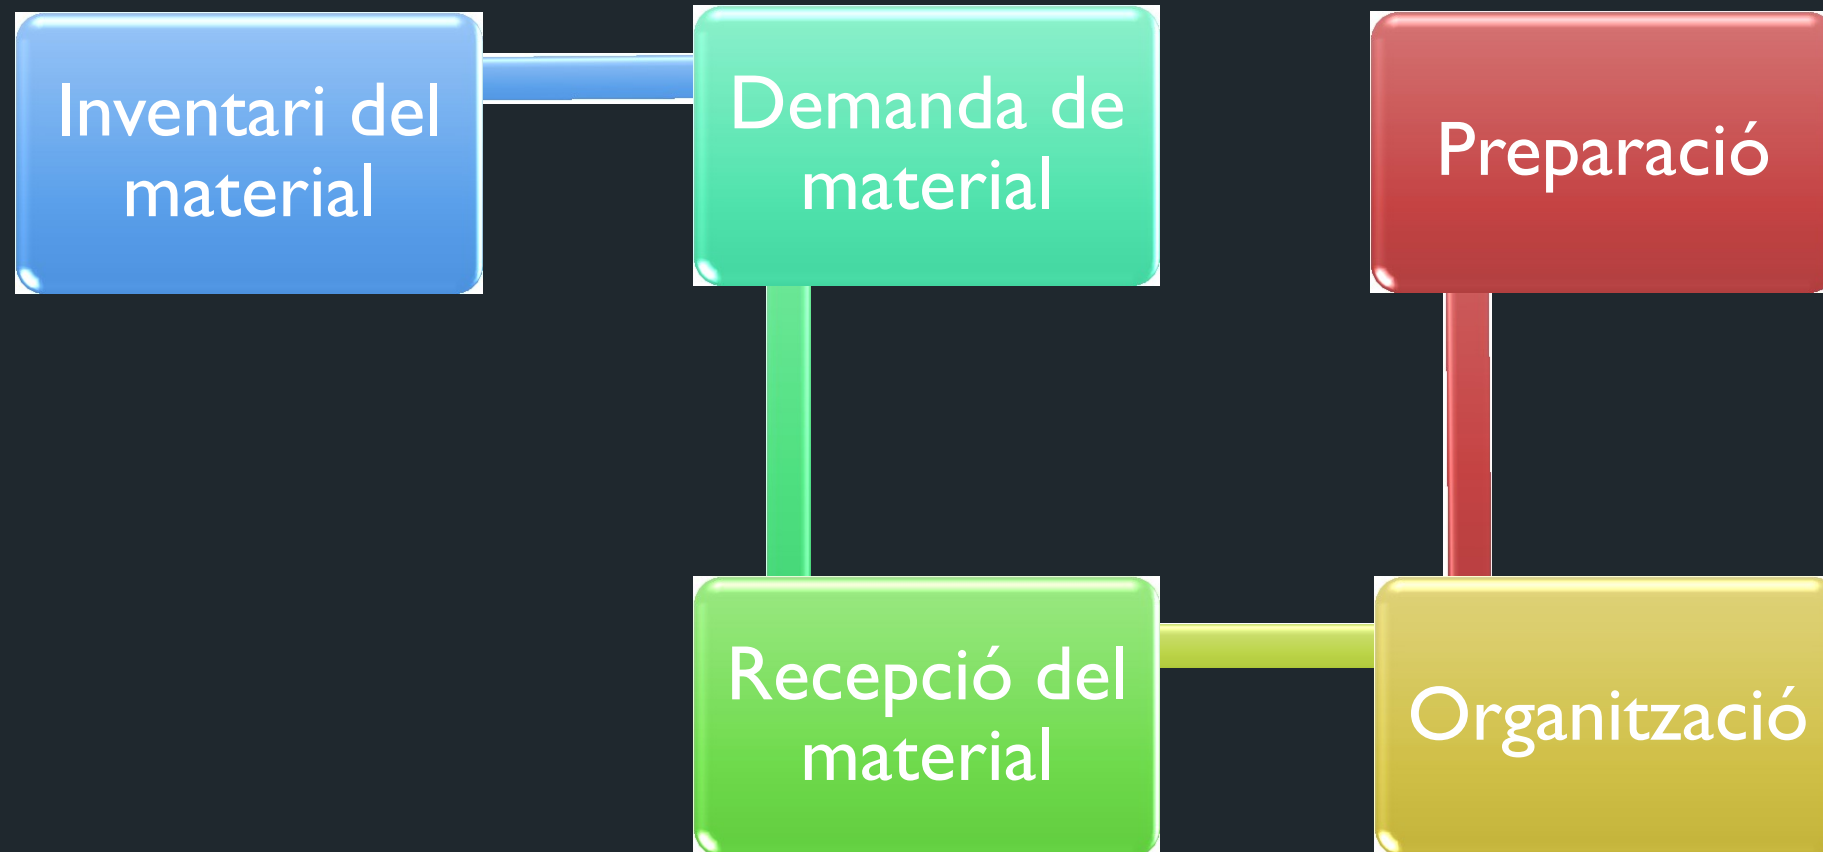 Inventari del
material
Demanda de
material
Recepció del
material
Organització
Preparació